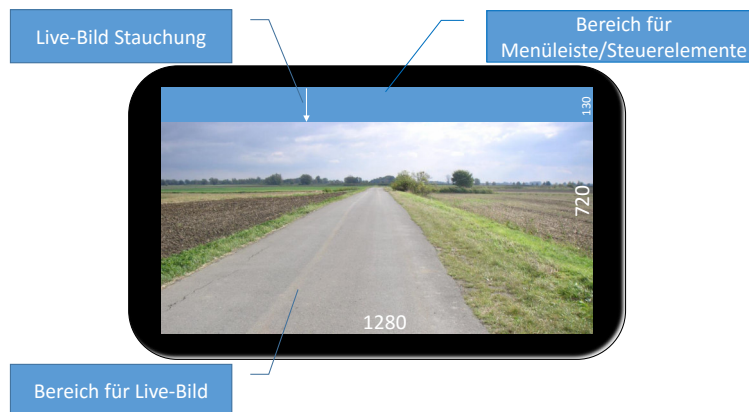 Live-Bild Stauchung
Bereich für
Menüleiste/Steuerelemente
130
720
1280
Bereich für Live-Bild